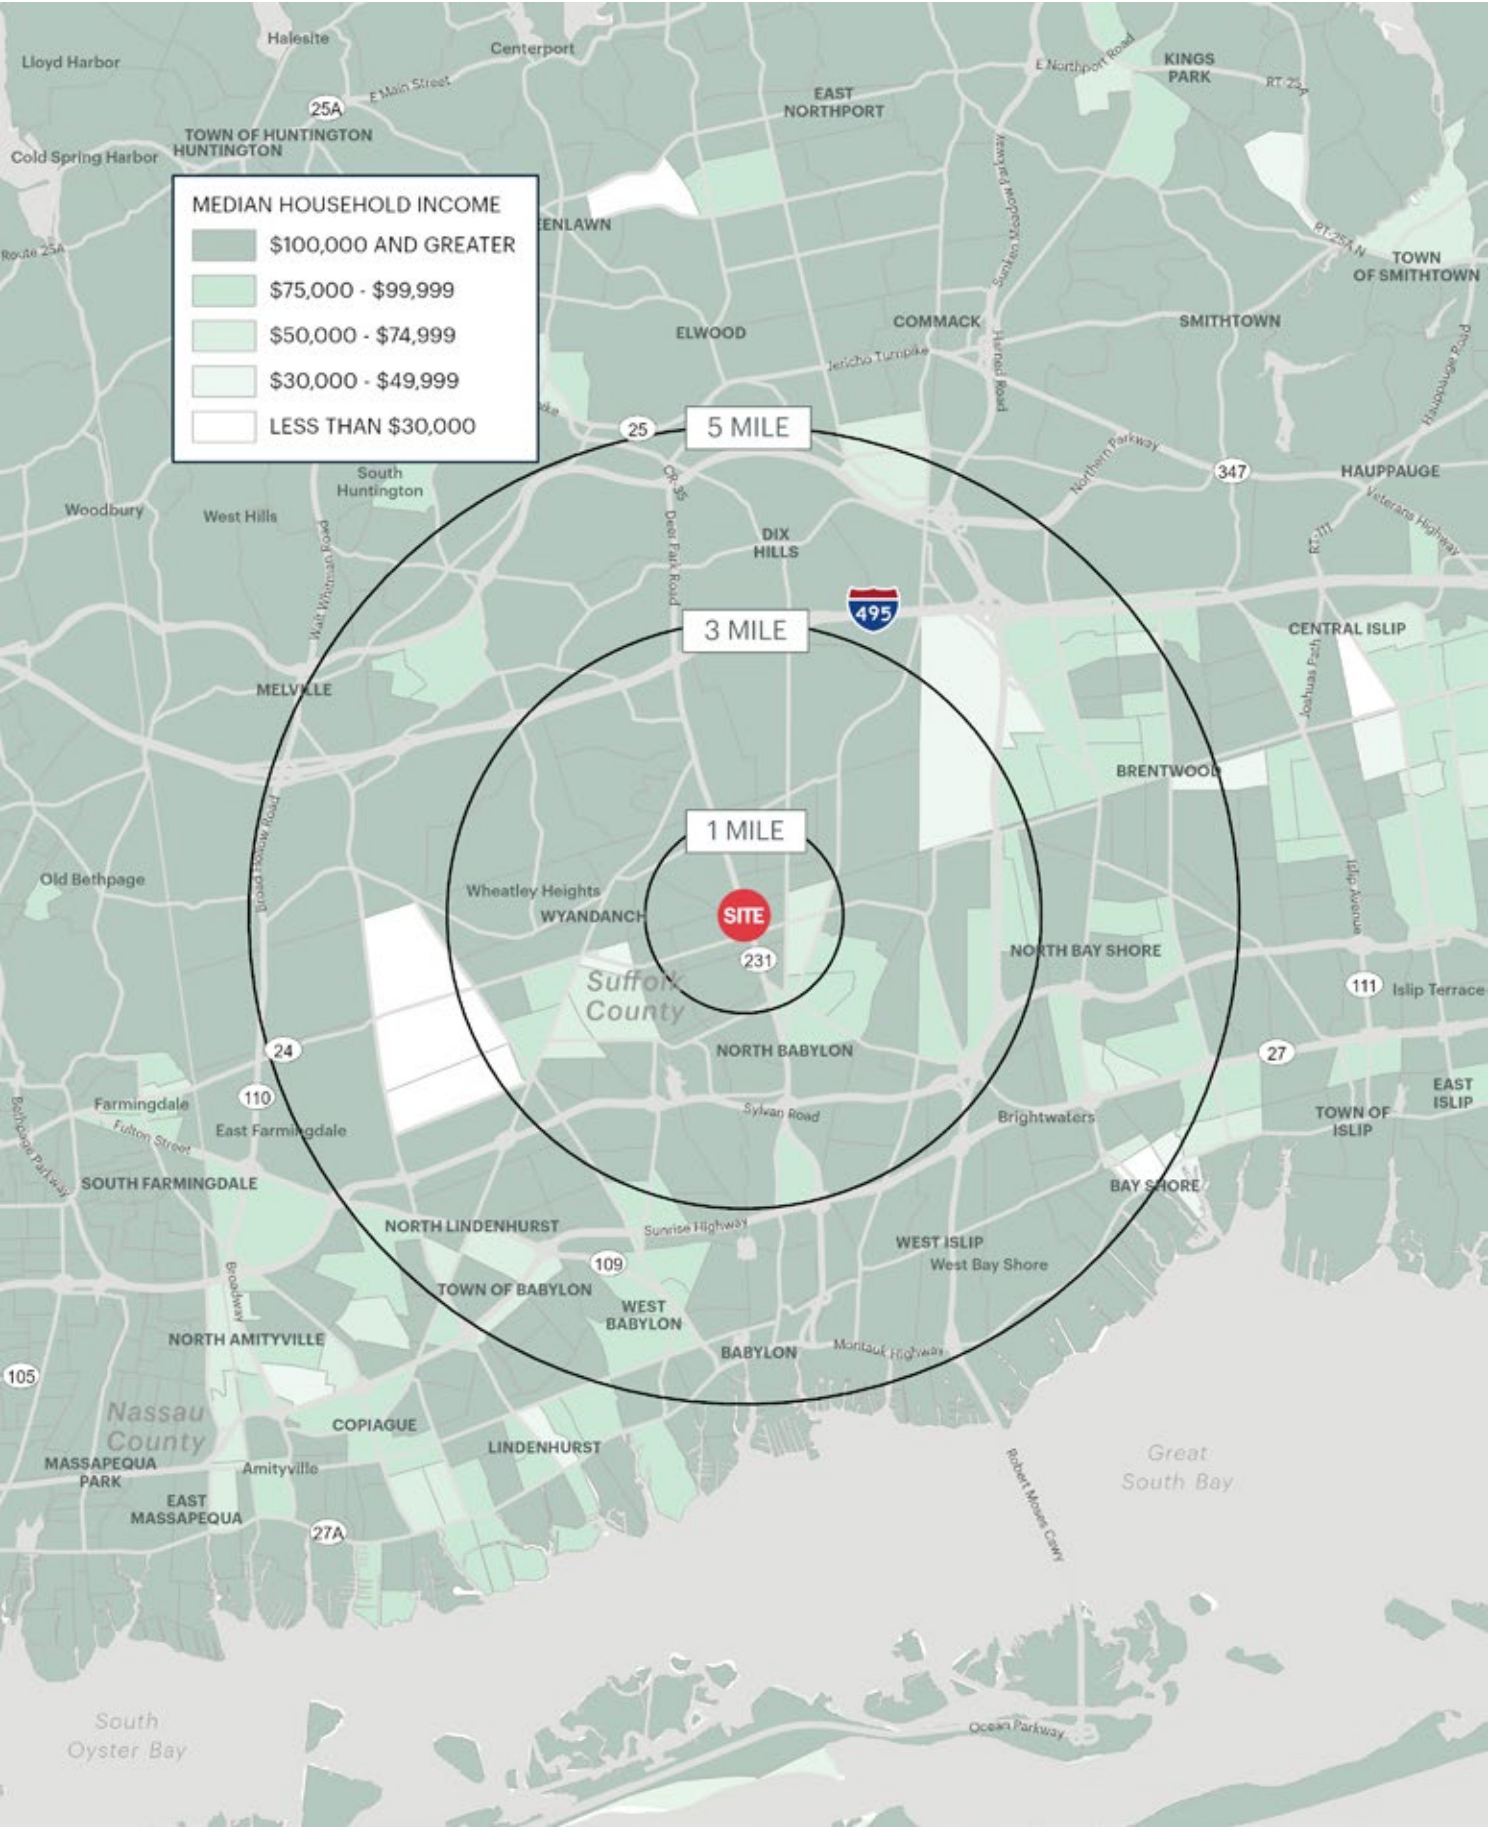 Halesite
Centerport
Lloyd Harbor
E Northport Road
KINGS
PARK
RT-25A
25A
E Main Street
EAST
NORTHPORT
TOWN OF HUNTINGTON
HUNTINGTON
Cold Spring Harbor
Sunken Meadow Parkway
MEDIAN HOUSEHOLD INCOME
$100,000 AND GREATER
$75,000 - $99,999
$50,000 - $74,999
$30,000 - $49,999
LESS THAN $30,000
EENLAWN
Route 25A
RT-25A N
TOWN
OF SMITHTOWN
ELWOOD
COMMACK
SMITHTOWN
Jericho Turnpike
Harned Road
Hauppauge Road
ike
25
5 MILE
South
Huntington
CR-35
Northern Parkway
347
HAUPPAUGE
Veterans Highway
Woodbury
West Hills
Walt Whitman Road
Deer Park Road
DIX
HILLS
RT-111
495
3 MILE
CENTRAL ISLIP
Joshuas Path
MELVILLE
BRENTWOOD
Broad Hollow Road
1 MILE
Old Bethpage
Wheatley Heights
WYANDANCH
SITE
231
Islip Avenue
NORTH BAY SHORE
Suffolk
County
111
Islip Terrace
24
NORTH BABYLON
27
110
Farmingdale
Bethpage Parkway
Fulton Street
East Farmingdale
Sylvan Road
Brightwaters
TOWN OF
ISLIP
EAST
ISLIP
SOUTH FARMINGDALE
BAY SHORE
NORTH LINDENHURST
Sunrise Highway
WEST ISLIP
West Bay Shore
109
Broadway
TOWN OF BABYLON
WEST
BABYLON
NORTH AMITYVILLE
BABYLON
Montauk Highway
105
Nassau
County
COPIAGUE
LINDENHURST
MASSAPEQUA
PARK
Amityville
EAST
MASSAPEQUA
27A
Robert Moses Cswy
Great
South Bay
South
Oyster Bay
Ocean Parkway